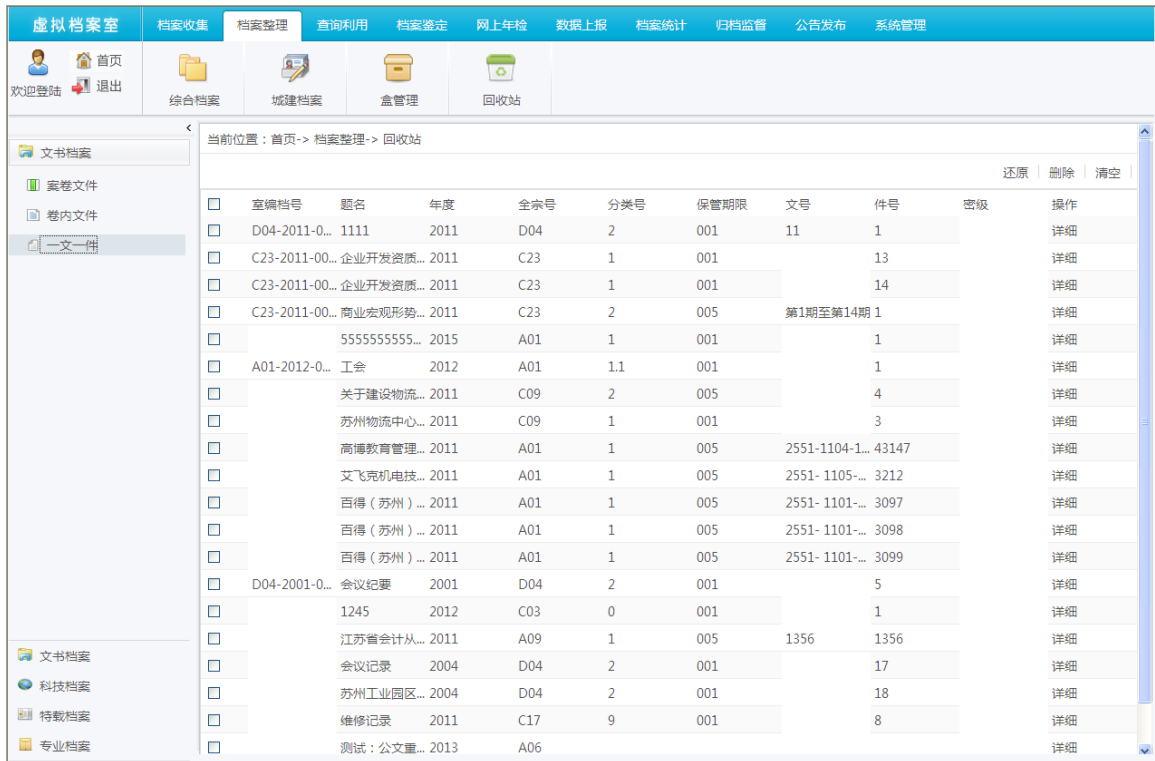 虚拟档案室 档案收集 档案整理 查询利用 档案鉴定 网上年检 数据上报 档案统计 归档监督 公告发布 系统管理
首页
欢迎登陆 退出
综合档案 城建档案 盒管理 回收站
文书档案
案卷文件
卷内文件
一文一件
当前位置：首页-> 档案整理-> 回收站
还原 删除 清空
室编档号 题名 年度 全宗号 分类号 保管期限 文号 件号 密级 操作
D04-2011-0... 1111 2011 D04 2 001 11 1 详细
C23-2011-00... 企业开发资质... 2011 C23 1 001 13 详细
C23-2011-00... 企业开发资质... 2011 C23 1 001 14 详细
C23-2011-00... 商业宏观形势... 2011 C23 2 005 第1期至第14期 1 详细
5555555555... 2015 A01 1 001 1 详细
A01-2012-0... 工会 2012 A01 1.1 001 1 详细
关于建设物流... 2011 C09 2 005 4 详细
苏州物流中心... 2011 C09 1 001 3 详细
高博教育管理... 2011 A01 1 005 2551-1104-1... 43147 详细
艾飞克机电技... 2011 A01 1 005 2551- 1105-... 3212 详细
百得（苏州）... 2011 A01 1 005 2551- 1101-... 3097 详细
百得（苏州）... 2011 A01 1 005 2551- 1101-... 3098 详细
百得（苏州）... 2011 A01 1 005 2551- 1101-... 3099 详细
D04-2001-0... 会议纪要 2001 D04 2 001 5 详细
1245 2012 C03 0 001 1 详细
江苏省会计从... 2011 A09 1 005 1356 1356 详细
会议记录 2004 D04 2 001 17 详细
苏州工业园区... 2004 D04 2 001 18 详细
维修记录 2011 C17 9 001 8 详细
测试：公文重... 2013 A06 详细
文书档案
科技档案
特载档案
专业档案